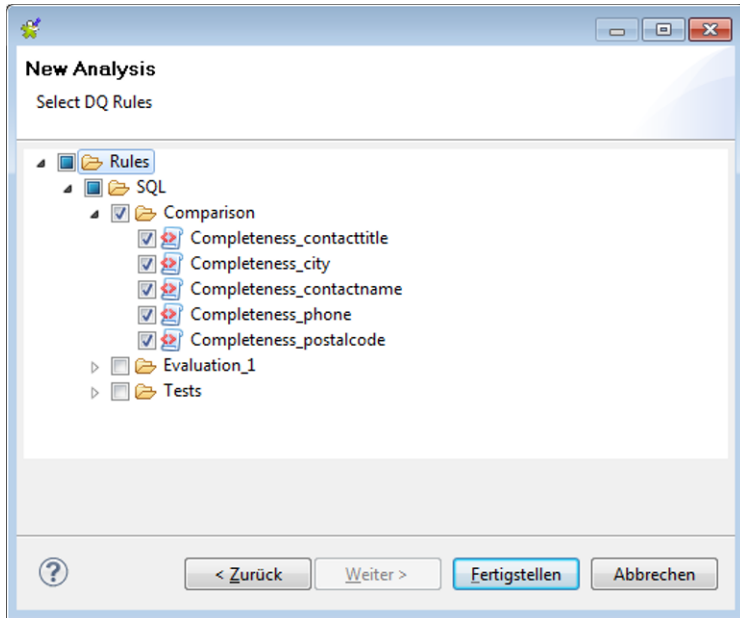 New Analysis
Select DQ Rules
Rules
SQL
Comparison
Completeness_contacttitle
Completeness_city
Completeness_contactname
Completeness_phone
Completeness_postalcode
Evaluation_1
Tests
?
< Zurück
Weiter >
Fertigstellen
Abbrechen